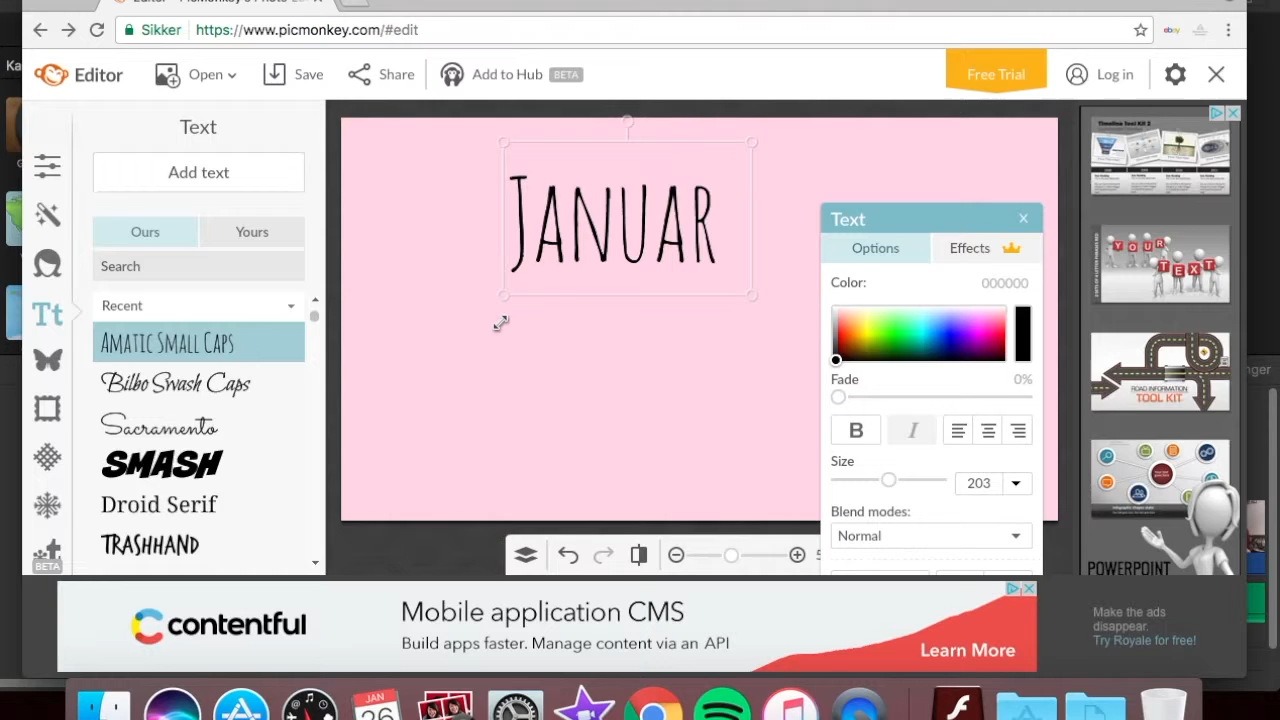 Sikker https://www.picmonkey.com/#edit
ebay
Editor Open Save Share Add to Hub BETA Free Trial Log in
Text
Add text
Ours Yours
Search
Recent
AMATIC SMALL CAPS
Bilbo Swash Caps
Sacramento
SMASH
Droid Serif
TRASHHAND
Tt
BETA
JANUAR
Text
Options Effects
Color: 000000
Fade 0%
B I
Size
203
Blend modes:
Normal
YOUR
TEXT
ROAD INFORMATION
TOOL KIT
POWERPOINT
contentful
Mobile application CMS
Build apps faster. Manage content via an API
Learn More
Make the ads
disappear.
Try Royale for free!
JAN
26